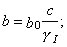 b = b₀ c/γ_I ;